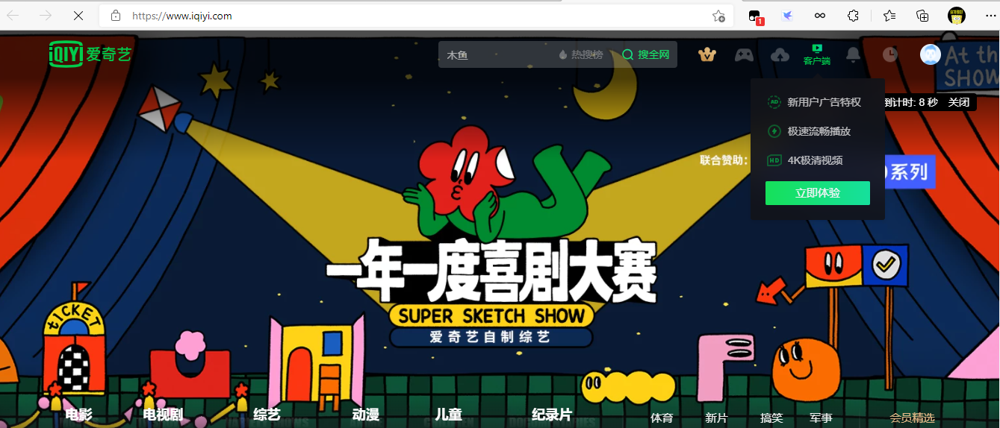 https://www.iqiyi.com
1
iQIYI 爱奇艺
木鱼 热搜榜 搜全网
客户端
At th
SHOW
新用户广告特权
倒计时: 8 秒 关闭
极速流畅播放
联合赞助:
HD 4K极清视频
系列
立即体验
一年一度喜剧大赛
SUPER SKETCH SHOW
爱奇艺自制综艺
TICKET
电影 电视剧 综艺 动漫 儿童 纪录片 体育 新片 搞笑 军事 会员精选